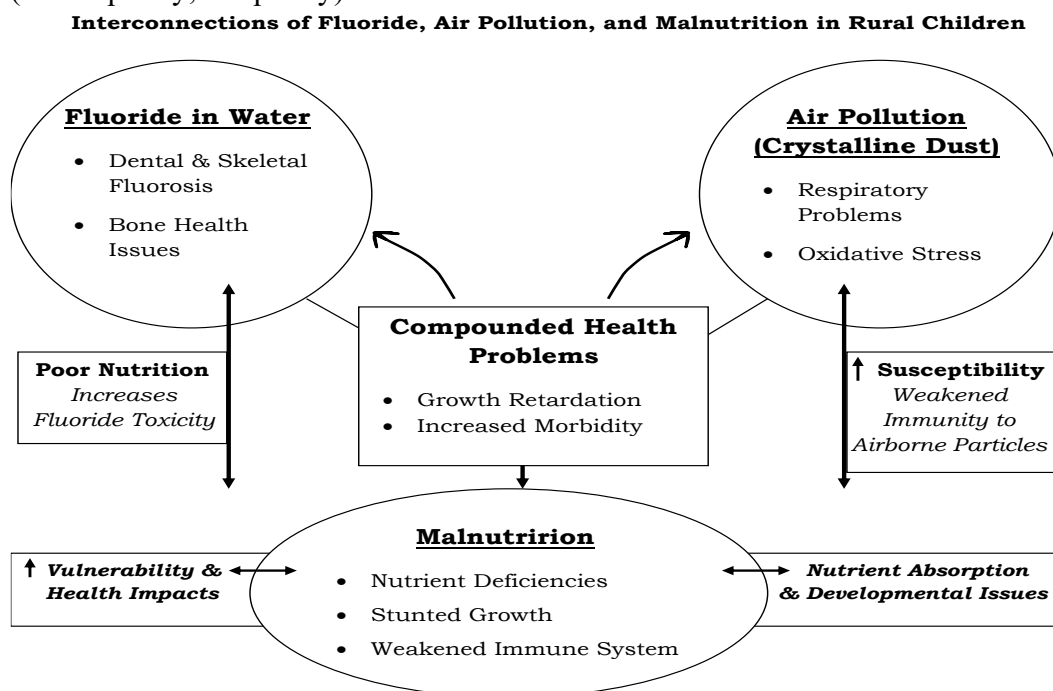 Interconnections of Fluoride, Air Pollution, and Malnutrition in Rural Children
Fluoride in Water
• Dental & Skeletal
Fluorosis
• Bone Health
Issues
Air Pollution
(Crystalline Dust)
• Respiratory
Problems
• Oxidative Stress
Compounded Health
Problems
• Growth Retardation
• Increased Morbidity
Poor Nutrition
Increases
Fluoride Toxicity
↑ Susceptibility
Weakened
Immunity to
Airborne Particles
Malnutririon
• Nutrient Deficiencies
• Stunted Growth
• Weakened Immune System
↑ Vulnerability &
Health Impacts
Nutrient Absorption
& Developmental Issues